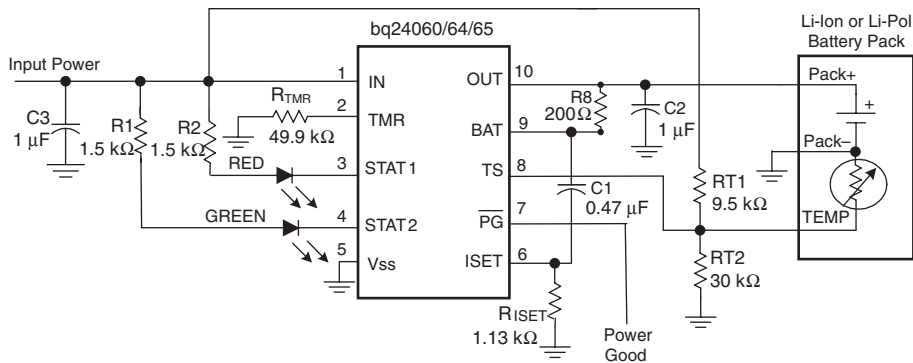 bq24060/64/65
Li-Ion or Li-Pol
Battery Pack
Input Power
1
IN
OUT
10
Pack+
C3
1 μF
R1
1.5 kΩ
R2
1.5 kΩ
RTMR
49.9 kΩ
2
TMR
R8
200Ω
C2
1 μF
+
BAT
9
Pack–
RED
3
STAT1
TS
8
C1
0.47 μF
RT1
9.5 kΩ
GREEN
4
STAT2
PG
7
TEMP
5
Vss
ISET
6
RT2
30 kΩ
RISET
1.13 kΩ
Power
Good